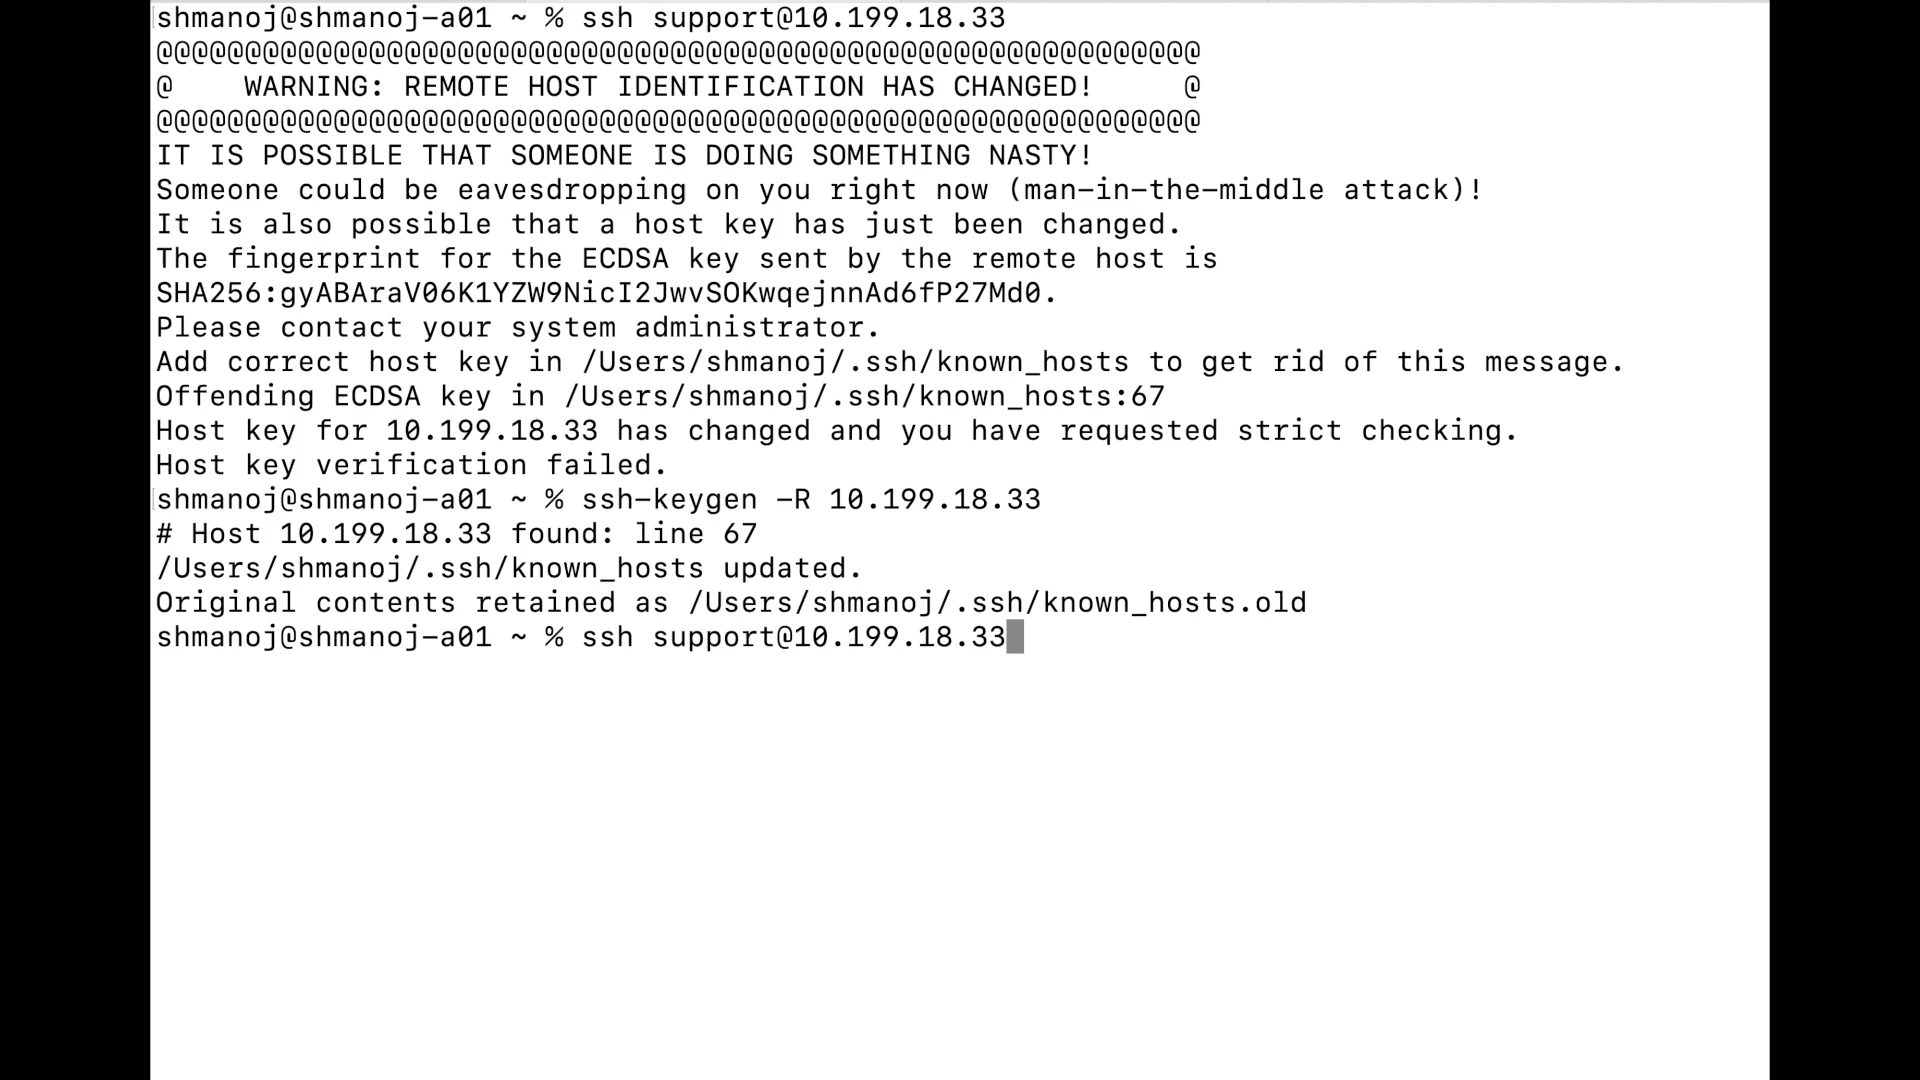 shmanoj@shmanoj-a01 ~ % ssh support@10.199.18.33
@@@@@@@@@@@@@@@@@@@@@@@@@@@@@@@@@@@@@@@@@@@@@@@@@@@@@@@@@@@
@    WARNING: REMOTE HOST IDENTIFICATION HAS CHANGED!     @
@@@@@@@@@@@@@@@@@@@@@@@@@@@@@@@@@@@@@@@@@@@@@@@@@@@@@@@@@@@
IT IS POSSIBLE THAT SOMEONE IS DOING SOMETHING NASTY!
Someone could be eavesdropping on you right now (man-in-the-middle attack)!
It is also possible that a host key has just been changed.
The fingerprint for the ECDSA key sent by the remote host is
SHA256:gyABAraV06K1YZW9NicI2JwvSOKwqejnnAd6fP27Md0.
Please contact your system administrator.
Add correct host key in /Users/shmanoj/.ssh/known_hosts to get rid of this message.
Offending ECDSA key in /Users/shmanoj/.ssh/known_hosts:67
Host key for 10.199.18.33 has changed and you have requested strict checking.
Host key verification failed.
shmanoj@shmanoj-a01 ~ % ssh-keygen -R 10.199.18.33
# Host 10.199.18.33 found: line 67
/Users/shmanoj/.ssh/known_hosts updated.
Original contents retained as /Users/shmanoj/.ssh/known_hosts.old
shmanoj@shmanoj-a01 ~ % ssh support@10.199.18.33